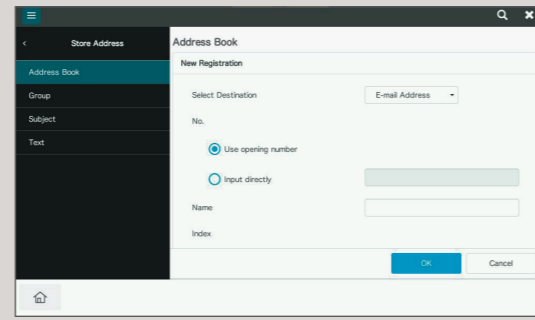 Store Address
Address Book
Group
Subject
Text
Address Book
New Registration
Select Destination
E-mail Address
No.
Use opening number
Input directly
Name
Index
OK
Cancel